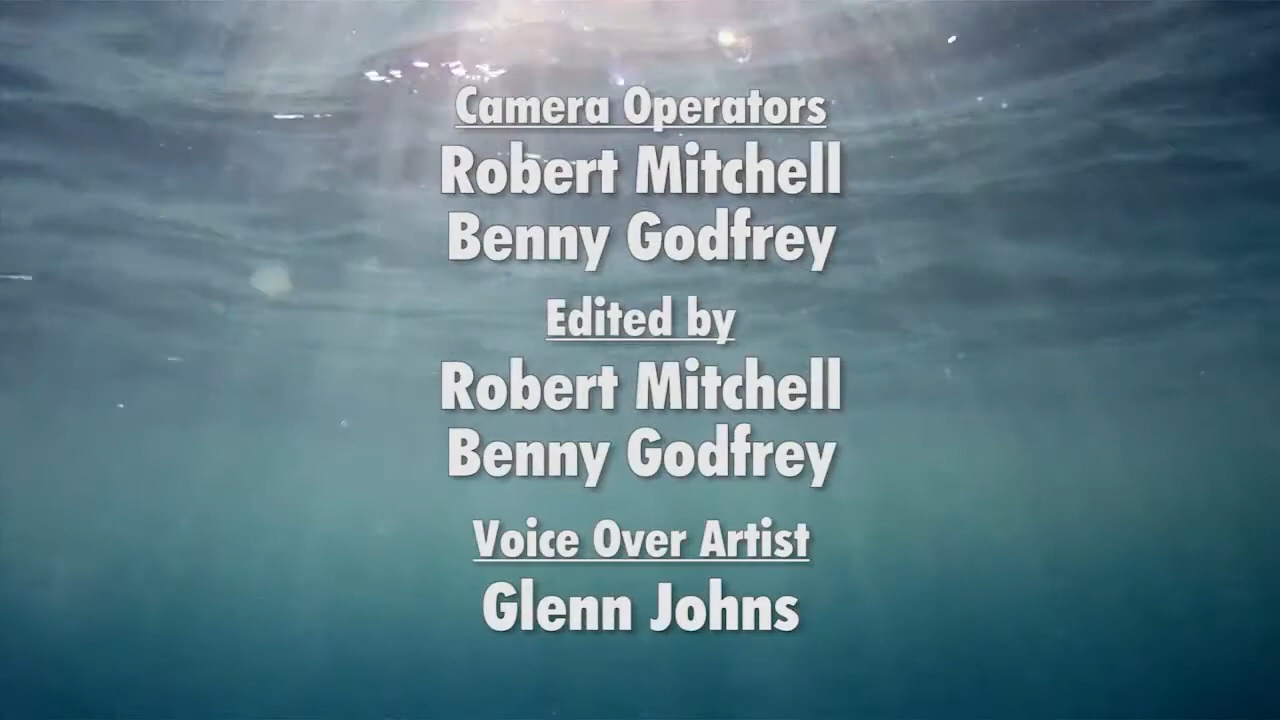 Camera Operators
Robert Mitchell
Benny Godfrey
Edited by
Robert Mitchell
Benny Godfrey
Voice Over Artist
Glenn Johns